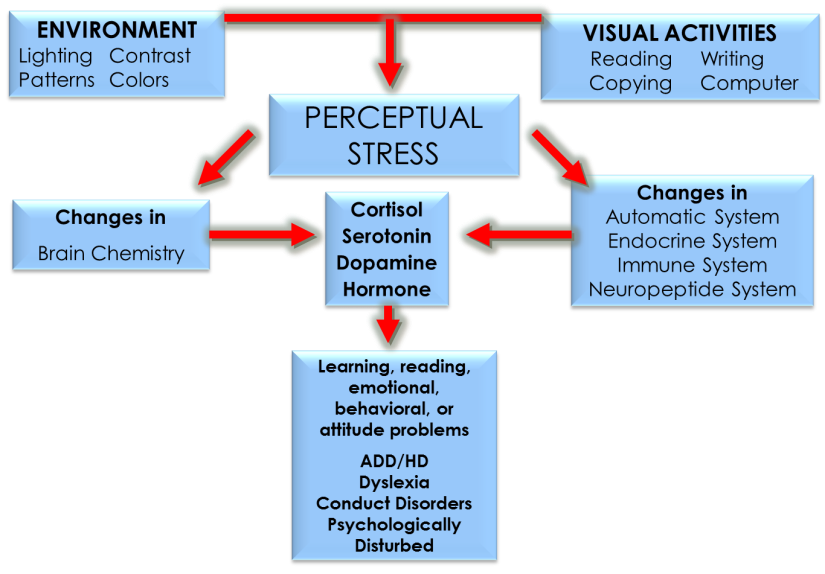 ENVIRONMENT
Lighting Contrast
Patterns Colors
VISUAL ACTIVITIES
Reading Writing
Copying Computer
PERCEPTUAL
STRESS
Changes in
Brain Chemistry
Cortisol
Serotonin
Dopamine
Hormone
Changes in
Automatic System
Endocrine System
Immune System
Neuropeptide System
Learning, reading,
emotional,
behavioral, or
attitude problems
ADD/HD
Dyslexia
Conduct Disorders
Psychologically
Disturbed